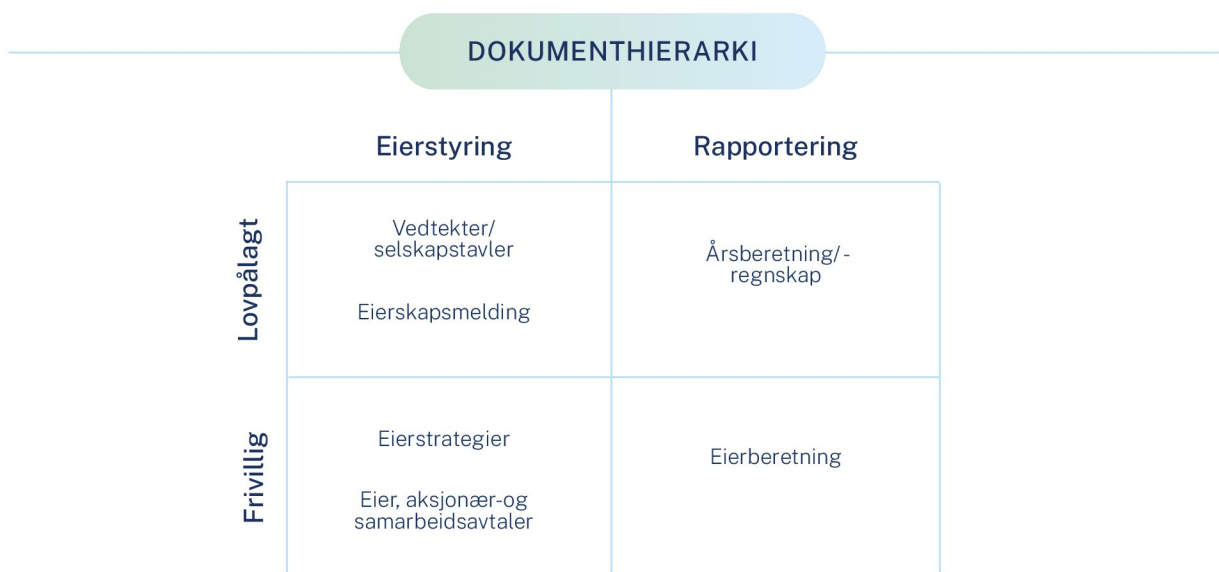 DOKUMENTHIERARKI
Eierstyring
Rapportering
Lovpålagt
Vedtekter/
selskapstavler
Eierskapsmelding
Årsberetning/ -
regnskap
Frivillig
Eierstrategier
Eier, aksjonær-og
samarbeidsavtaler
Eierberetning